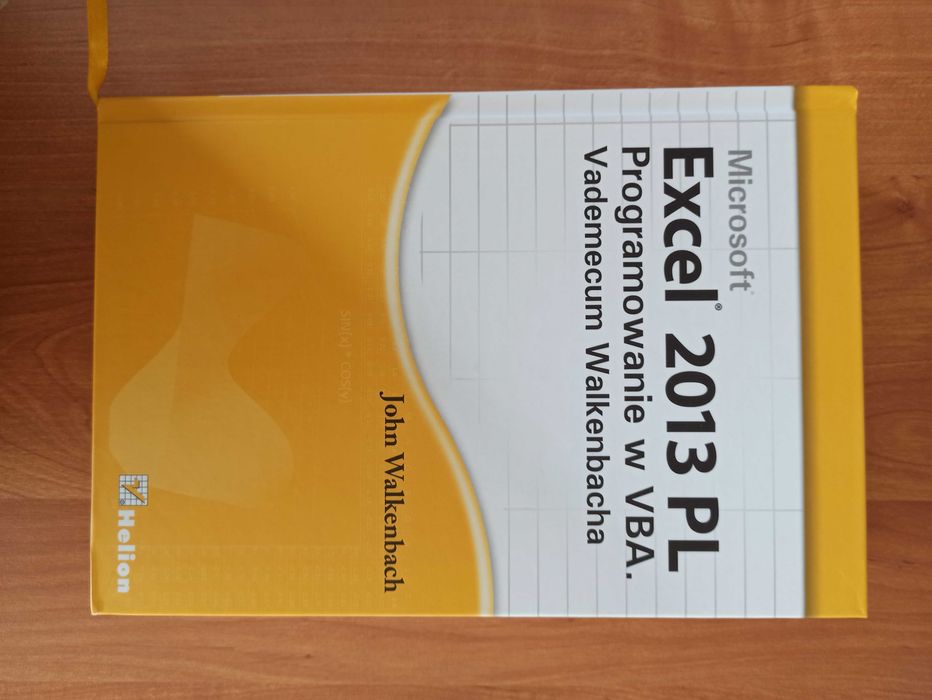 Microsoft®
Excel® 2013 PL
Programowanie w VBA.
Vademecum Walkenbacha
John Walkenbach
SIN(x) * COS(y)
Helion